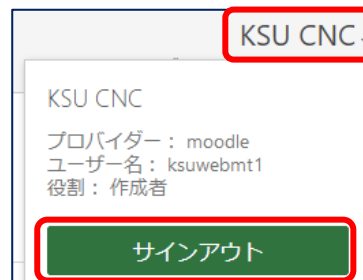 KSU CNC
KSU CNC
プロバイダー： moodle
ユーザー名： ksuwebmt1
役割： 作成者
サインアウト